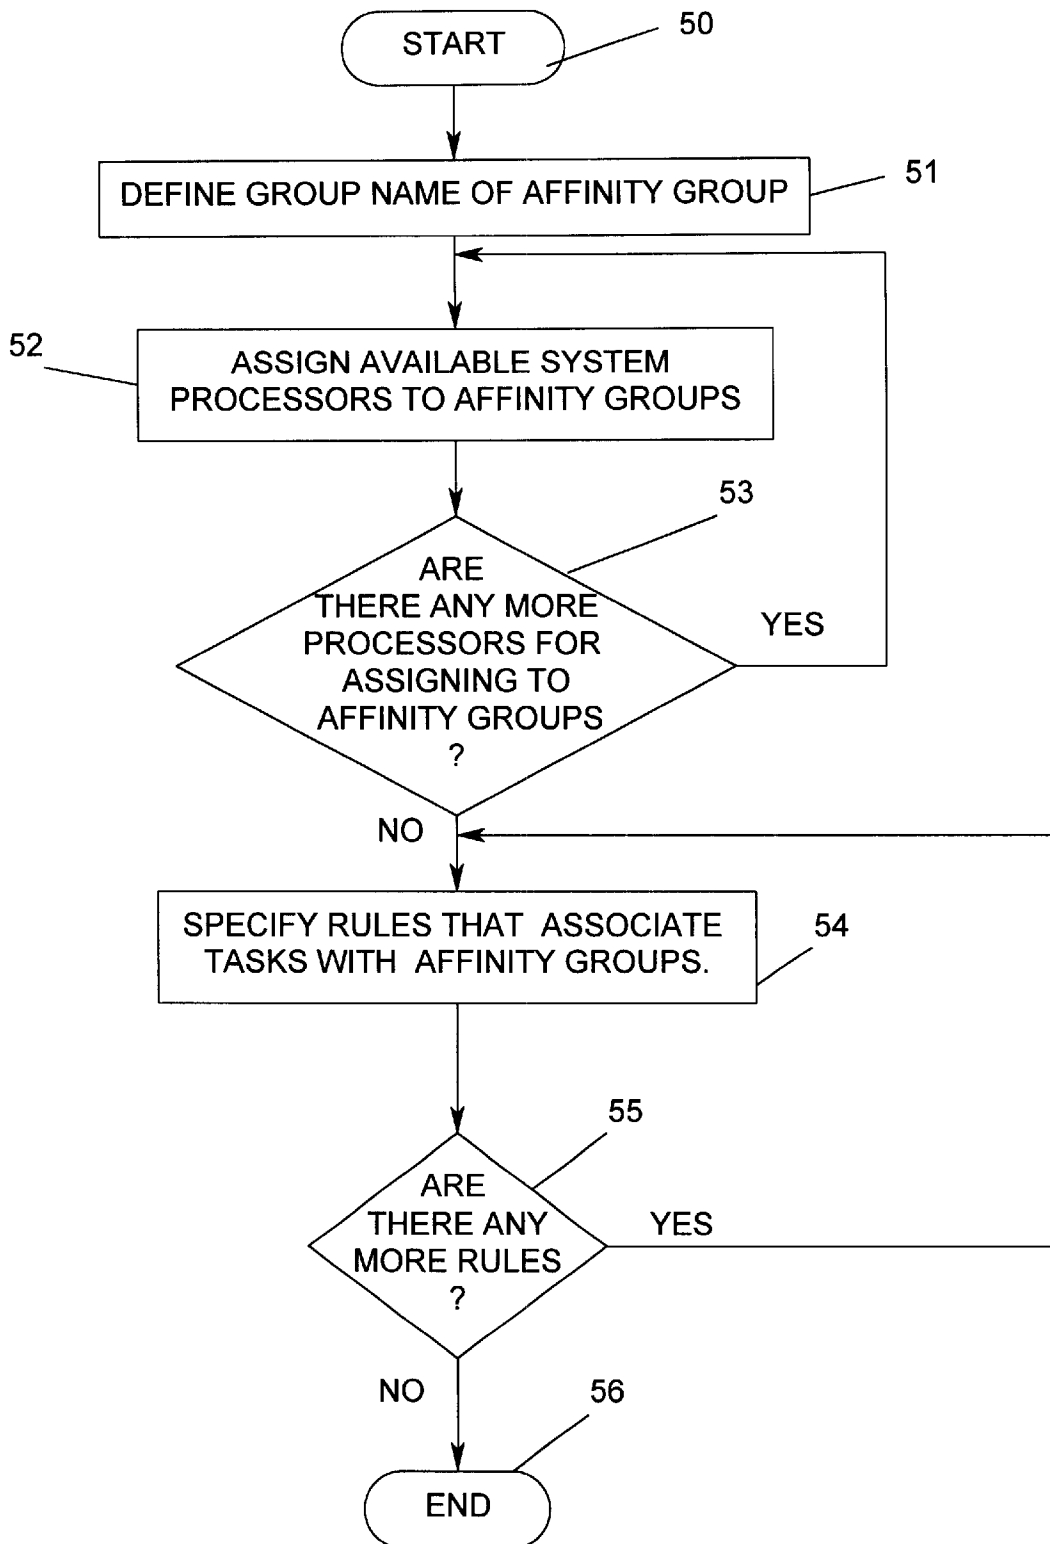 START
50
DEFINE GROUP NAME OF AFFINITY GROUP
51
52
ASSIGN AVAILABLE SYSTEM
PROCESSORS TO AFFINITY GROUPS
53
ARE
THERE ANY MORE
PROCESSORS FOR
ASSIGNING TO
AFFINITY GROUPS
?
YES
NO
SPECIFY RULES THAT ASSOCIATE
TASKS WITH AFFINITY GROUPS.
54
55
ARE
THERE ANY
MORE RULES
?
YES
NO
56
END